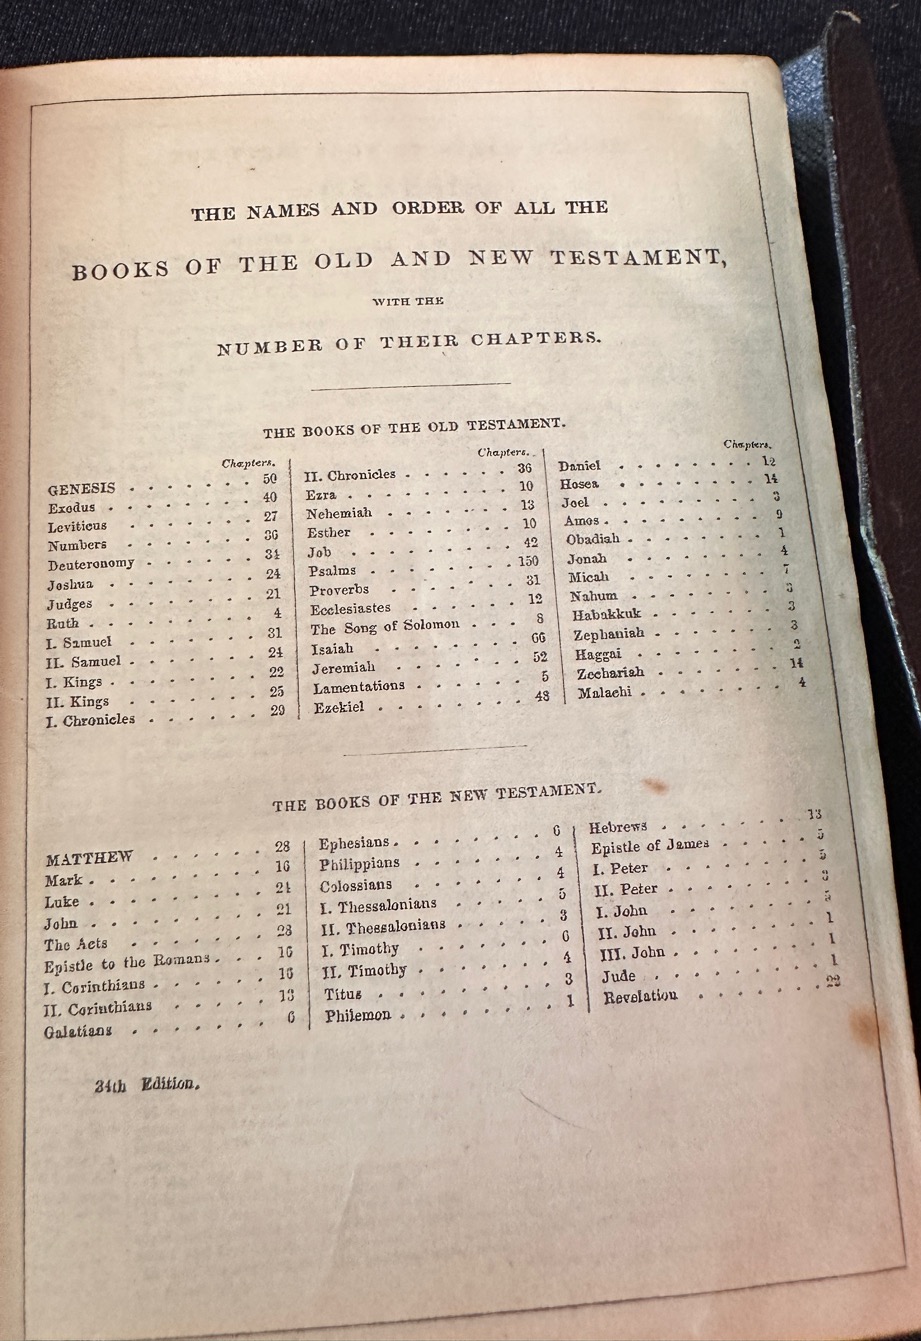 THE NAMES AND ORDER OF ALL THE
BOOKS OF THE OLD AND NEW TESTAMENT,
WITH THE
NUMBER OF THEIR CHAPTERS.
THE BOOKS OF THE OLD TESTAMENT.
Chapters.
GENESIS . . . . . . 50
Exodus . . . . . . 40
Leviticus . . . . . . 27
Numbers . . . . . . 36
Deuteronomy . . . . . . 34
Joshua . . . . . . 24
Judges . . . . . . 21
Ruth . . . . . . 4
I. Samuel . . . . . . 31
II. Samuel . . . . . . 24
I. Kings . . . . . . 22
II. Kings . . . . . . 25
I. Chronicles . . . . . . 29
Chapters.
II. Chronicles . . . . . . 36
Ezra . . . . . . 10
Nehemiah . . . . . . 13
Esther . . . . . . 10
Job . . . . . . 42
Psalms . . . . . . 150
Proverbs . . . . . . 31
Ecclesiastes . . . . . . 12
The Song of Solomon . . . 8
Isaiah . . . . . . 66
Jeremiah . . . . . . 52
Lamentations . . . . . . 5
Ezekiel . . . . . . 48
Chapters.
Daniel . . . . . . 12
Hosea . . . . . . 14
Joel . . . . . . 3
Amos . . . . . . 9
Obadiah . . . . . . 1
Jonah . . . . . . 4
Micah . . . . . . 7
Nahum . . . . . . 3
Habakkuk . . . . . . 3
Zephaniah . . . . . . 3
Haggai . . . . . . 2
Zechariah . . . . . . 14
Malachi . . . . . . 4
THE BOOKS OF THE NEW TESTAMENT.
MATTHEW . . . . . . 28
Mark . . . . . . 16
Luke . . . . . . 24
John . . . . . . 21
The Acts . . . . . . 28
Epistle to the Romans . . . 16
I. Corinthians . . . . . . 16
II. Corinthians . . . . . . 13
Galatians . . . . . . 6
Ephesians . . . . . . 6
Philippians . . . . . . 4
Colossians . . . . . . 4
I. Thessalonians . . . . . . 5
II. Thessalonians . . . . . . 3
I. Timothy . . . . . . 6
II. Timothy . . . . . . 4
Titus . . . . . . 3
Philemon . . . . . . 1
Hebrews . . . . . . 13
Epistle of James . . . . . . 5
I. Peter . . . . . . 5
II. Peter . . . . . . 3
I. John . . . . . . 5
II. John . . . . . . 1
III. John . . . . . . 1
Jude . . . . . . 1
Revelation . . . . . . 22
34th Edition.